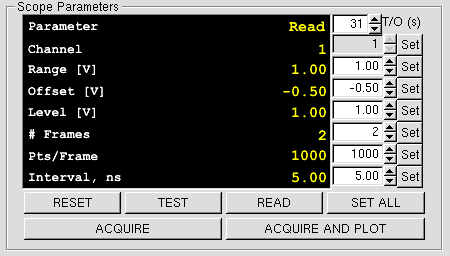 Scope Parameters
Parameter Read 31 T/O (s)
Channel 1 1 Set
Range [V] 1.00 1.00 Set
Offset [V] -0.50 -0.50 Set
Level [V] 1.00 1.00 Set
# Frames 2 2 Set
Pts/Frame 1000 1000 Set
Interval, ns 5.00 5.00 Set
RESET TEST READ SET ALL
ACQUIRE ACQUIRE AND PLOT